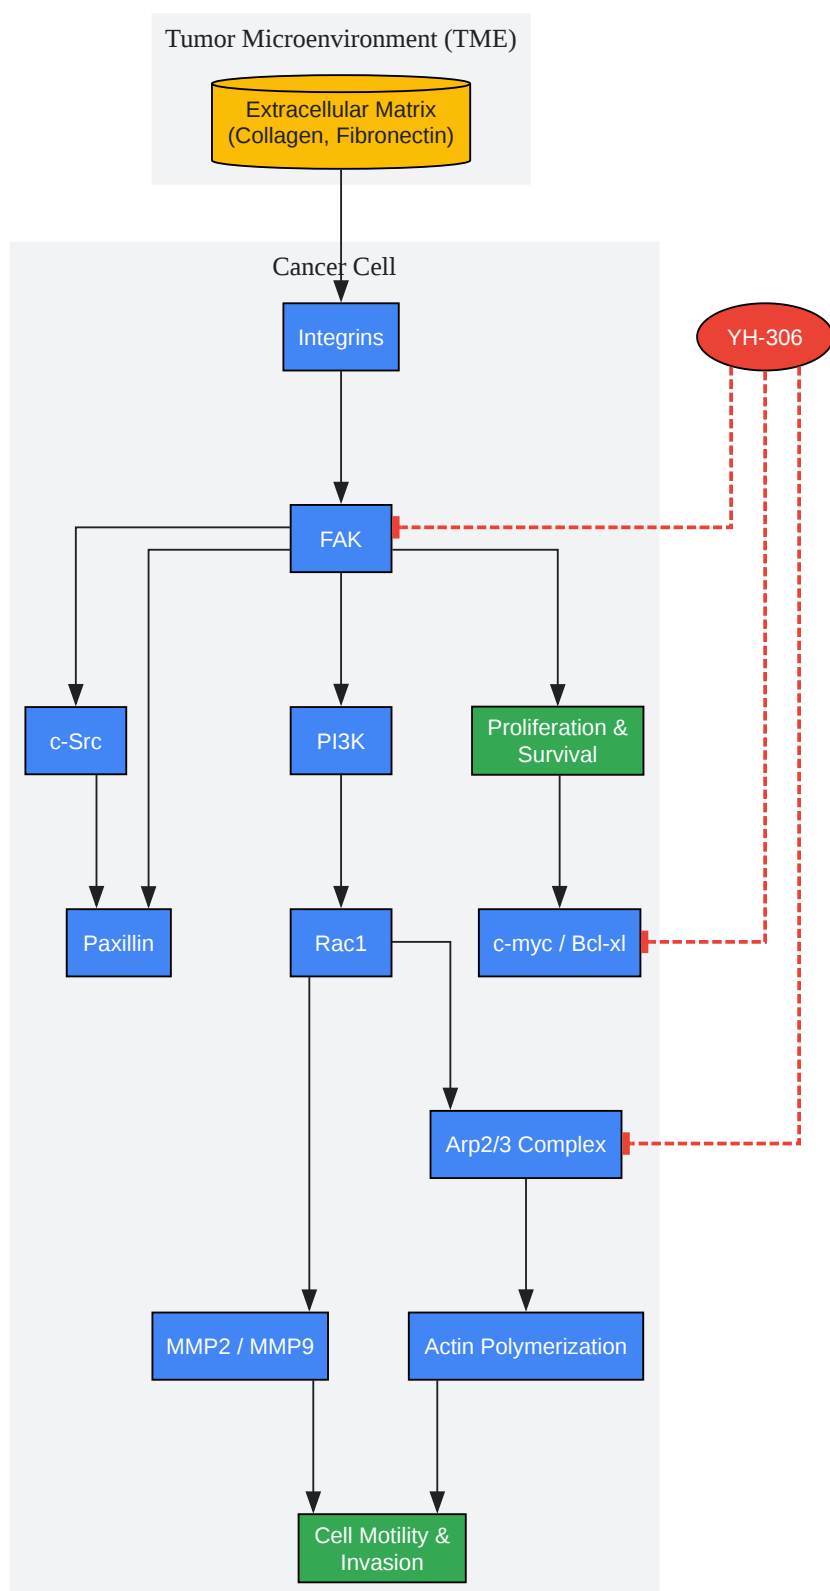 Tumor Microenvironment (TME)
Extracellular Matrix
(Collagen, Fibronectin)
Cancer Cell
Integrins
YH-306
FAK
c-Src
PI3K
Proliferation &
Survival
Paxillin
Rac1
c-myc / Bcl-xl
Arp2/3 Complex
MMP2 / MMP9
Actin Polymerization
Cell Motility &
Invasion